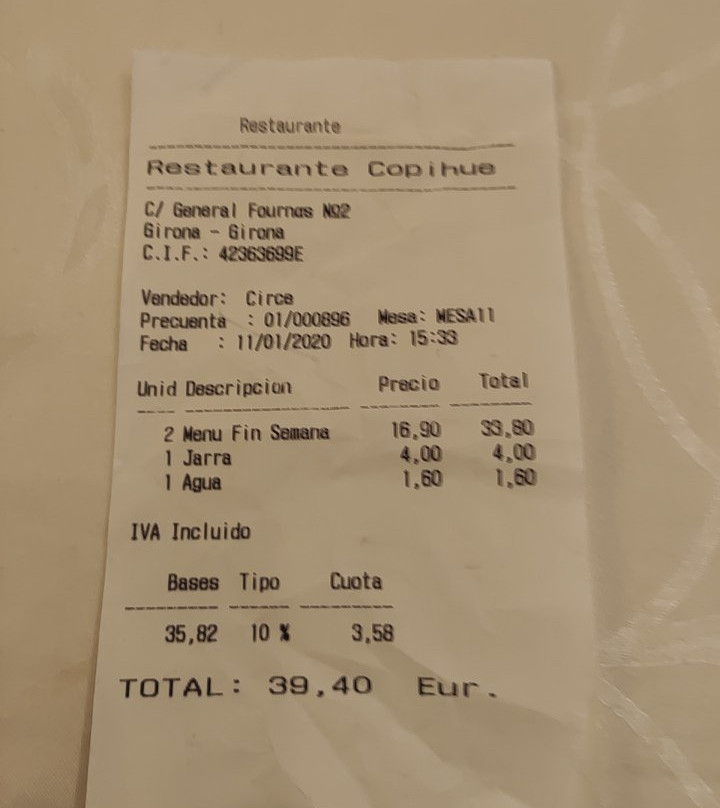 Restaurante
Restaurante Copihue
C/ General Fournas Nº2
Girona - Girona
C.I.F.: 42363699E
Vendedor: Circe
Precuenta : 01/000896 Mesa: MESA11
Fecha : 11/01/2020 Hora: 15:33
Unid Descripcion Precio Total
2 Menu Fin Semana 16,90 33,80
1 Jarra 4,00 4,00
1 Agua 1,60 1,60
IVA Incluido
Bases Tipo Cuota
35,82 10 % 3,58
TOTAL: 39,40 Eur.